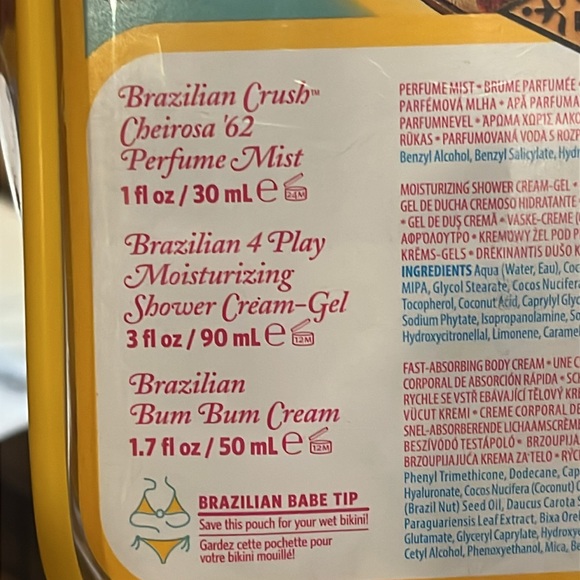 Brazilian Crush™
Cheirosa '62
Perfume Mist
1 fl oz / 30 mL ℮ 24M
Brazilian 4 Play
Moisturizing
Shower Cream-Gel
3 fl oz / 90 mL ℮ 12M
Brazilian
Bum Bum Cream
1.7 fl oz / 50 mL ℮ 12M
BRAZILIAN BABE TIP
Save this pouch for your wet bikini!
Gardez cette pochette pour
votre bikini mouillé!
PERFUME MIST • BRUME PARFUMÉE •
PARFÉMOVÁ MLHA • APĂ PARFUMA
PARFUMNEVEL • ΑΡΩΜΑ ΧΩΡΙΣ ΑΛΚΟ
RŪKAS • PARFUMOVANÁ VODA S ROZP
Benzyl Alcohol, Benzyl Salicylate, Hydr
MOISTURIZING SHOWER CREAM-GEL •
GEL DE DUCHA CREMOSO HIDRATANTE
• GEL DE DUȘ CREMĂ • VASKE-CREME
ΑΦΡΟΛΟΥΤΡΟ • KREMOWY ŻEL POD P
KRĒMS-GELS • DRĖKINANTIS DUŠO K
INGREDIENTS Aqua (Water, Eau), Coc
MIPA, Glycol Stearate, Cocos Nucifera
Tocopherol, Coconut Acid, Caprylyl Glyc
Sodium Phytate, Isopropanolamine, So
Hydroxycitronellal, Limonene, Caramel
FAST-ABSORBING BODY CREAM • UNE C
CORPORAL DE ABSORCIÓN RÁPIDA • SC
RYCHLE SE VSTŘEBÁVAJÍCÍ TĚLOVÝ KR
VÜCUT KREMI • CREME CORPORAL DE
SNEL-ABSORBERENDE LICHAAMSCRÈME
BESZÍVÓDÓ TESTÁPOLÓ • BRZOUPIJA
BRZOUPIJAJUĆA KREMA ZA TELO • RÝC
Phenyl Trimethicone, Dodecane, Cap
Hyaluronate, Cocos Nucifera (Coconut)
(Brazil Nut) Seed Oil, Daucus Carota S
Paraguariensis Leaf Extract, Bixa Orel
Glutamate, Glyceryl Caprylate, Hydroxy
Cetyl Alcohol, Phenoxyethanol, Mica, Be